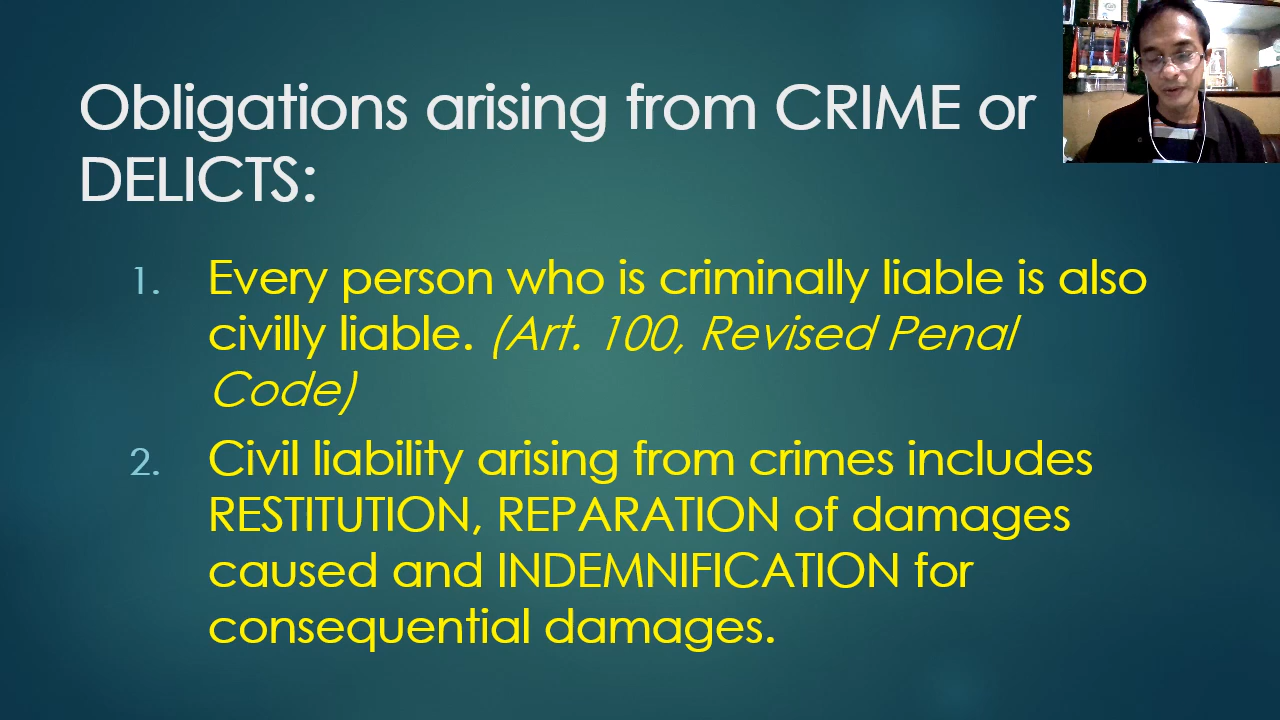 Obligations arising from CRIME or
DELICTS:
1. Every person who is criminally liable is also
civilly liable. (Art. 100, Revised Penal
Code)
2. Civil liability arising from crimes includes
RESTITUTION, REPARATION of damages
caused and INDEMNIFICATION for
consequential damages.